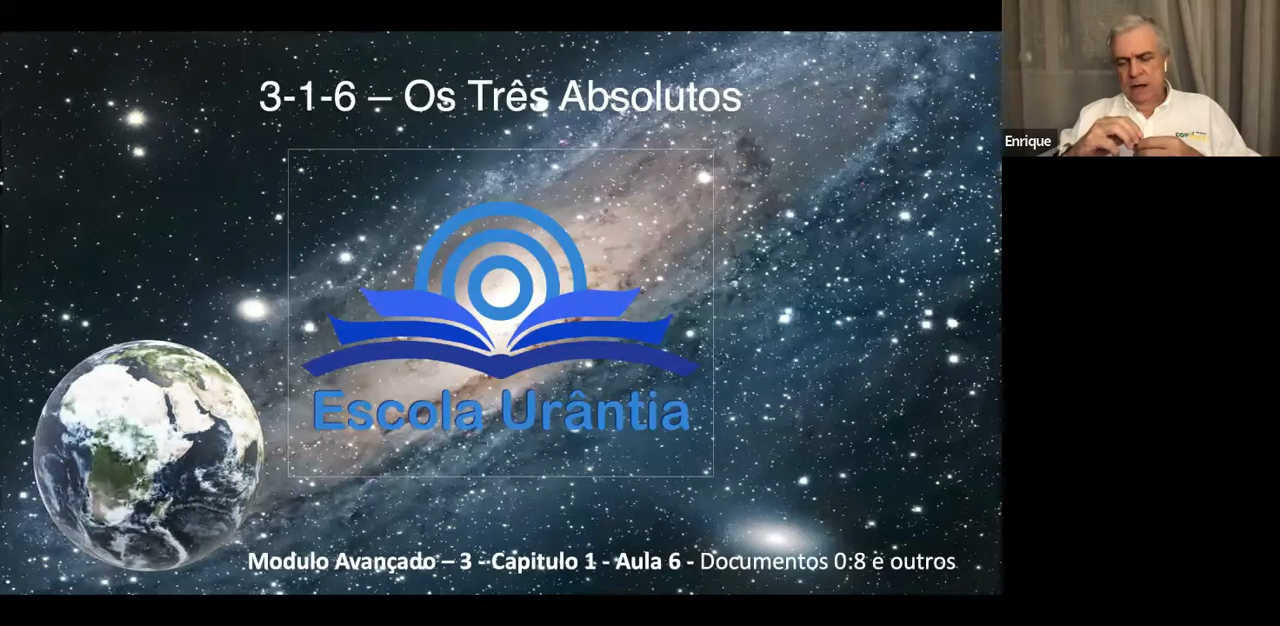 3-1-6 – Os Três Absolutos
Enrique
Escola Urântia
Modulo Avançado – 3 - Capitulo 1 - Aula 6 - Documentos 0:8 e outros